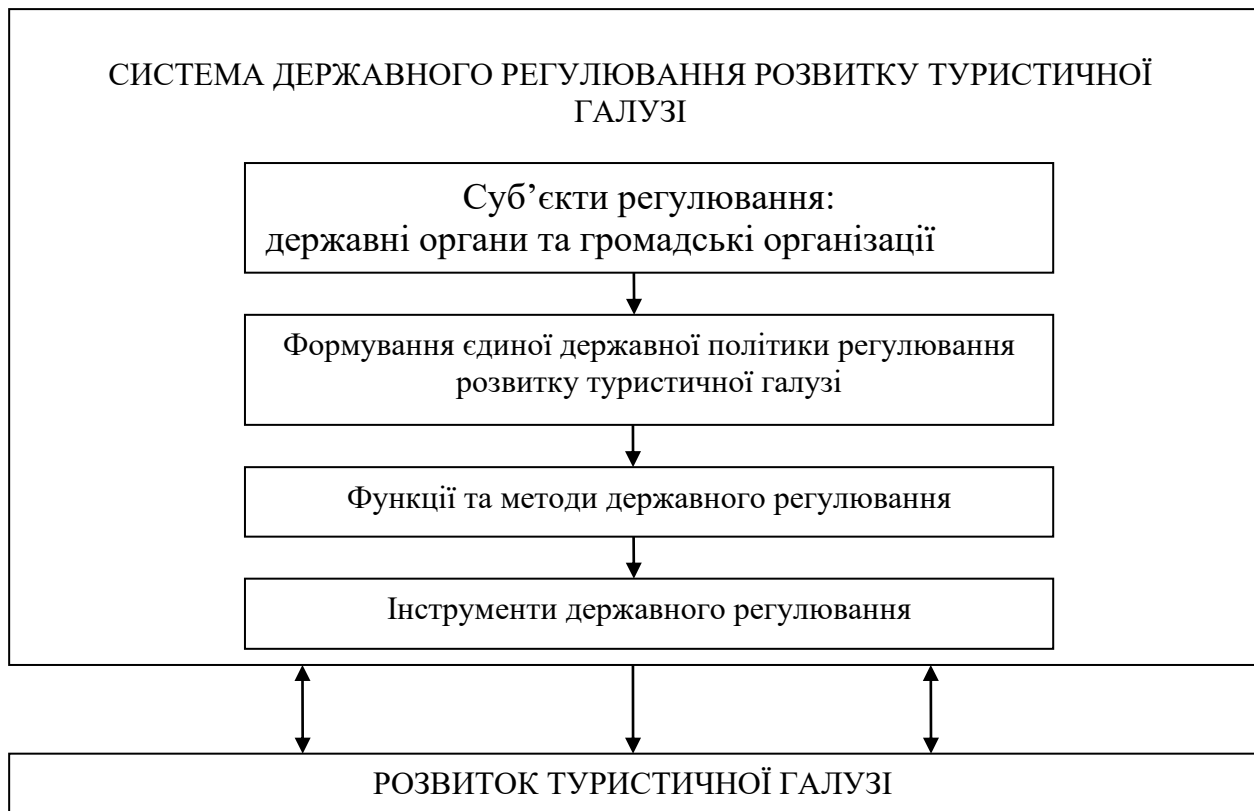 СИСТЕМА ДЕРЖАВНОГО РЕГУЛЮВАННЯ РОЗВИТКУ ТУРИСТИЧНОЇ
ГАЛУЗІ
Суб’єкти регулювання:
державні органи та громадські організації
Формування єдиної державної політики регулювання
розвитку туристичної галузі
Функції та методи державного регулювання
Інструменти державного регулювання
РОЗВИТОК ТУРИСТИЧНОЇ ГАЛУЗІ